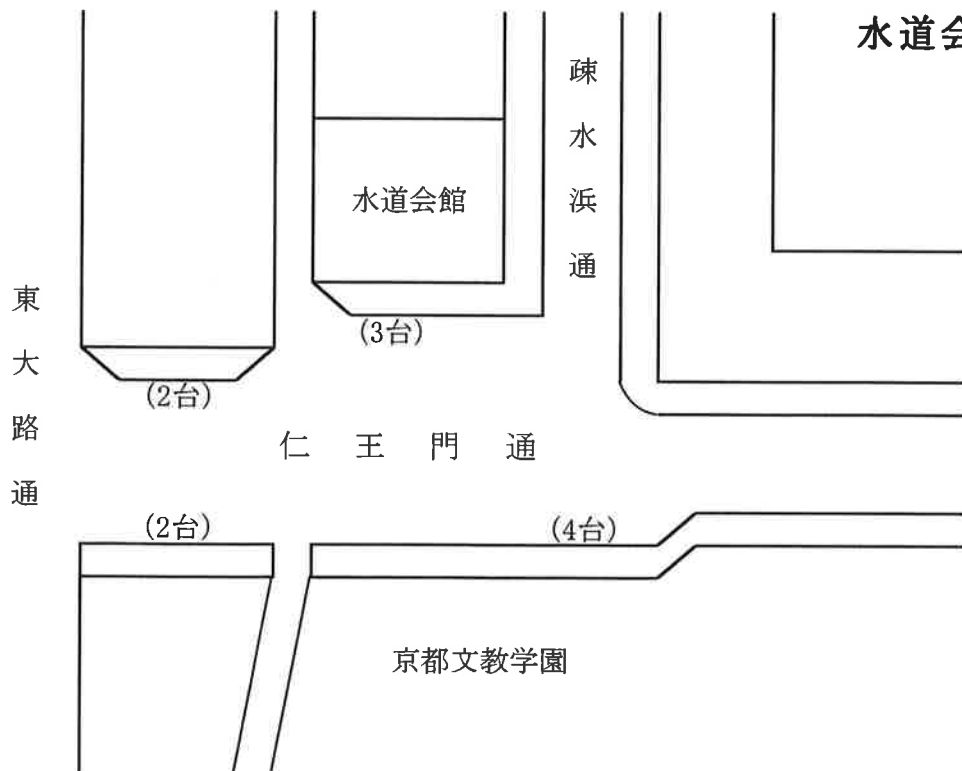 水道会
疎水浜通
水道会館
東大路通
(3台)
(2台)
仁王門通
(2台)
(4台)
京都文教学園